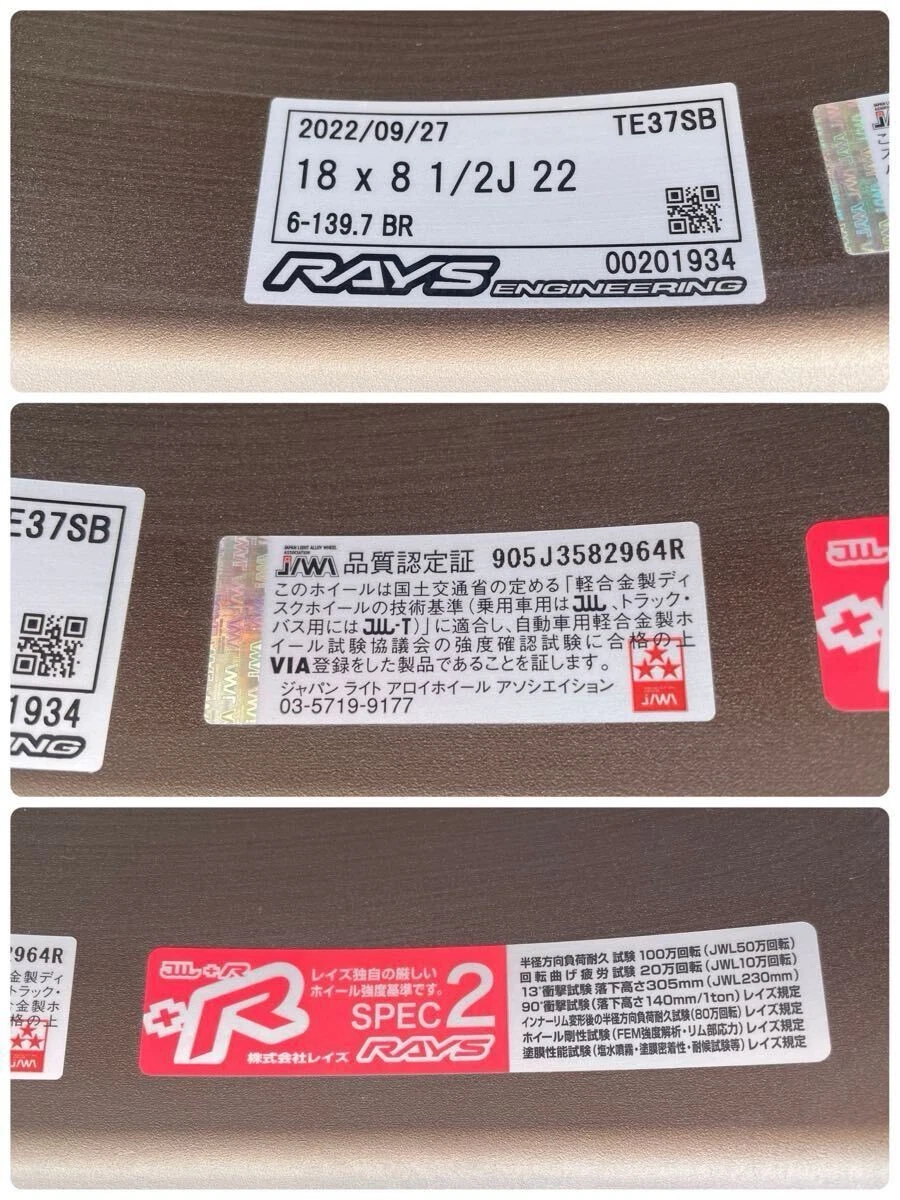 2022/09/27 TE37SB
18 x 8 1/2J 22
6-139.7 BR
00201934
RAYS ENGINEERING
E37SB
1934
NG
JAPAN LIGHT ALLOY WHEEL
ASSOCIATION
JAWA 品質認定証 905J3582964R
このホイールは国土交通省の定める「軽合金製ディ
スクホイールの技術基準(乗用車用はJWL、トラック・
バス用にはJWL-T)」に適合し、自動車用軽合金製ホ
イール試験協議会の強度確認試験に合格の上
VIA登録をした製品であることを証します。
ジャパン ライト アロイホイール アソシエイション
03-5719-9177
JAWA
2964R
金製ディ
トラック・
合金製ホ
格の上
JAWA
JWL+R
+R
レイズ独自の厳しい
ホイール強度基準です。
SPEC 2
株式会社レイズ RAYS
半径方向負荷耐久 試験 100万回転(JWL50万回転)
回転曲げ疲労試験 20万回転(JWL10万回転)
13°衝撃試験(落下高さ305mm(JWL230mm)
90°衝撃試験(落下高さ140mm/1ton)レイズ規定
インナーリム変形後の半径方向負荷耐久試験(80万回転)レイズ規定
ホイール剛性試験(FEM強度解析・リム部応力)レイズ規定
塗膜性能試験(塩水噴霧・塗膜密着性・耐候試験等)レイズ規定